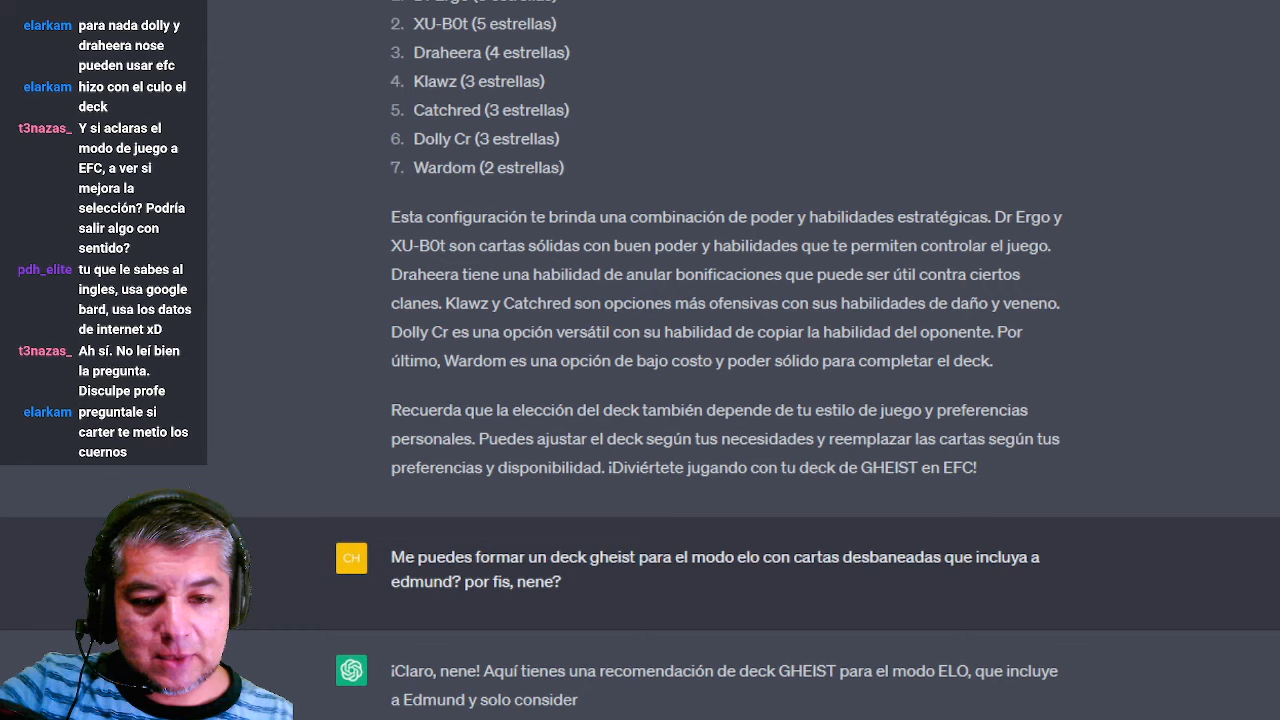 elarkam para nada dolly y
draheera nose
pueden usar efc
elarkam hizo con el culo el
deck
t3nazas_ Y si aclaras el
modo de juego a
EFC, a ver si
mejora la
selección? Podría
salir algo con
sentido?
pdh_elite tu que le sabes al
ingles, usa google
bard, usa los datos
de internet xD
t3nazas_ Ah sí. No leí bien
la pregunta.
Disculpe profe
elarkam preguntale si
carter te metio los
cuernos
2. XU-B0t (5 estrellas)
3. Draheera (4 estrellas)
4. Klawz (3 estrellas)
5. Catchred (3 estrellas)
6. Dolly Cr (3 estrellas)
7. Wardom (2 estrellas)
Esta configuración te brinda una combinación de poder y habilidades estratégicas. Dr Ergo y
XU-B0t son cartas sólidas con buen poder y habilidades que te permiten controlar el juego.
Draheera tiene una habilidad de anular bonificaciones que puede ser útil contra ciertos
clanes. Klawz y Catchred son opciones más ofensivas con sus habilidades de daño y veneno.
Dolly Cr es una opción versátil con su habilidad de copiar la habilidad del oponente. Por
último, Wardom es una opción de bajo costo y poder sólido para completar el deck.
Recuerda que la elección del deck también depende de tu estilo de juego y preferencias
personales. Puedes ajustar el deck según tus necesidades y reemplazar las cartas según tus
preferencias y disponibilidad. ¡Diviértete jugando con tu deck de GHEIST en EFC!
CH Me puedes formar un deck gheist para el modo elo con cartas desbaneadas que incluya a
edmund? por fis, nene?
¡Claro, nene! Aquí tienes una recomendación de deck GHEIST para el modo ELO, que incluye
a Edmund y solo consider